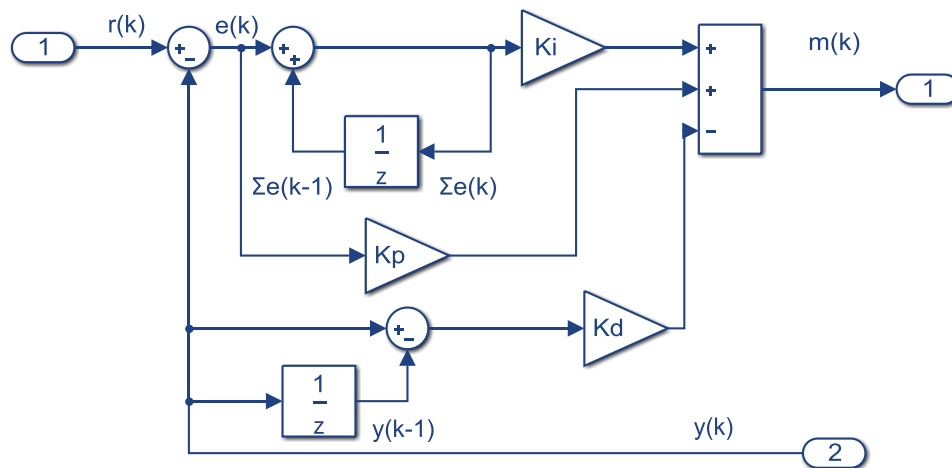 r(k)
e(k)
m(k)
1
+
-
+
+
Ki
+
+
-
1
1
z
Σe(k-1)
Σe(k)
Kp
+
-
Kd
1
z
y(k-1)
y(k)
2